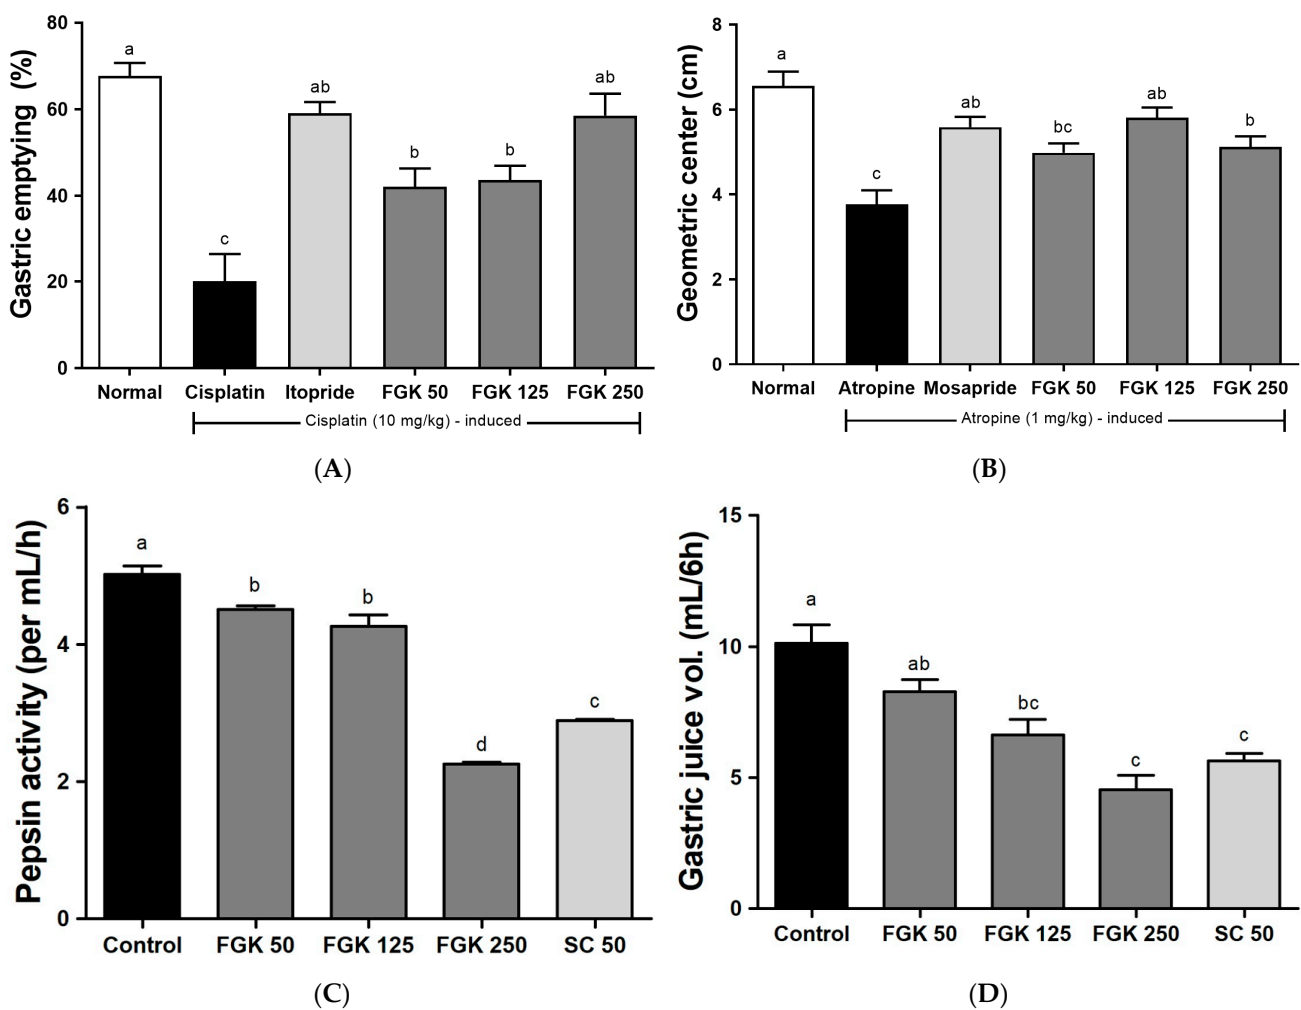 Gastric emptying (%)
80
60
40
20
0
a
c
ab
b
b
ab
Normal Cisplatin Itopride FGK 50 FGK 125 FGK 250
Cisplatin (10 mg/kg) - induced
(A)
Geometric center (cm)
8
6
4
2
0
a
c
ab
bc
ab
b
Normal Atropine Mosapride FGK 50 FGK 125 FGK 250
Atropine (1 mg/kg) - induced
(B)
Pepsin activity (per mL/h)
6
4
2
0
a
b
b
d
c
Control FGK 50 FGK 125 FGK 250 SC 50
(C)
Gastric juice vol. (mL/6h)
15
10
5
0
a
ab
bc
c
c
Control FGK 50 FGK 125 FGK 250 SC 50
(D)